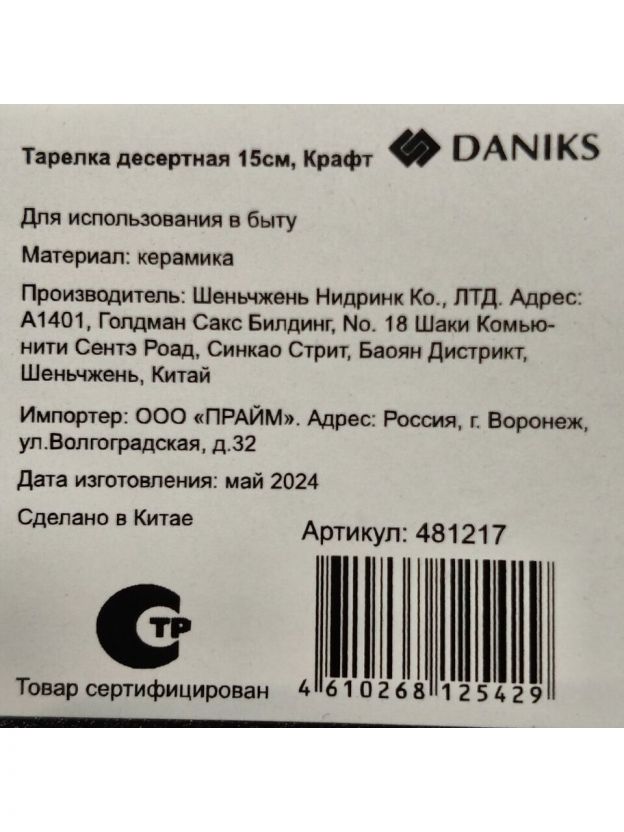 Тарелка десертная 15см, Крафт
DANIKS
Для использования в быту
Материал: керамика
Производитель: Шеньчжень Нидринк Ко., ЛТД. Адрес:
А1401, Голдман Сакс Билдинг, No. 18 Шаки Комью-
нити Сентэ Роад, Синкао Стрит, Баоян Дистрикт,
Шеньчжень, Китай
Импортер: ООО «ПРАЙМ». Адрес: Россия, г. Воронеж,
ул.Волгоградская, д.32
Дата изготовления: май 2024
Сделано в Китае
Артикул: 481217
СТР
Товар сертифицирован
4 610268 125429